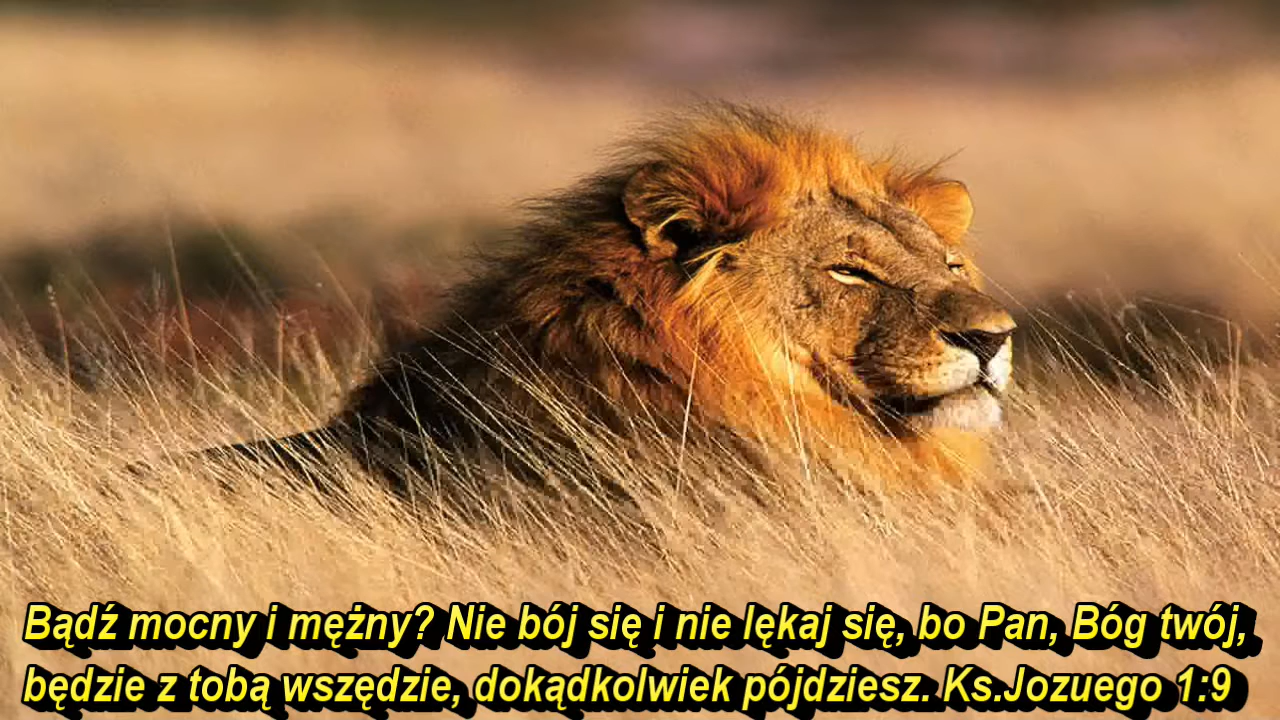 Bądź mocny i mężny? Nie bój się i nie lękaj się, bo Pan, Bóg twój,
będzie z tobą wszędzie, dokądkolwiek pójdziesz. Ks.Jozuego 1:9